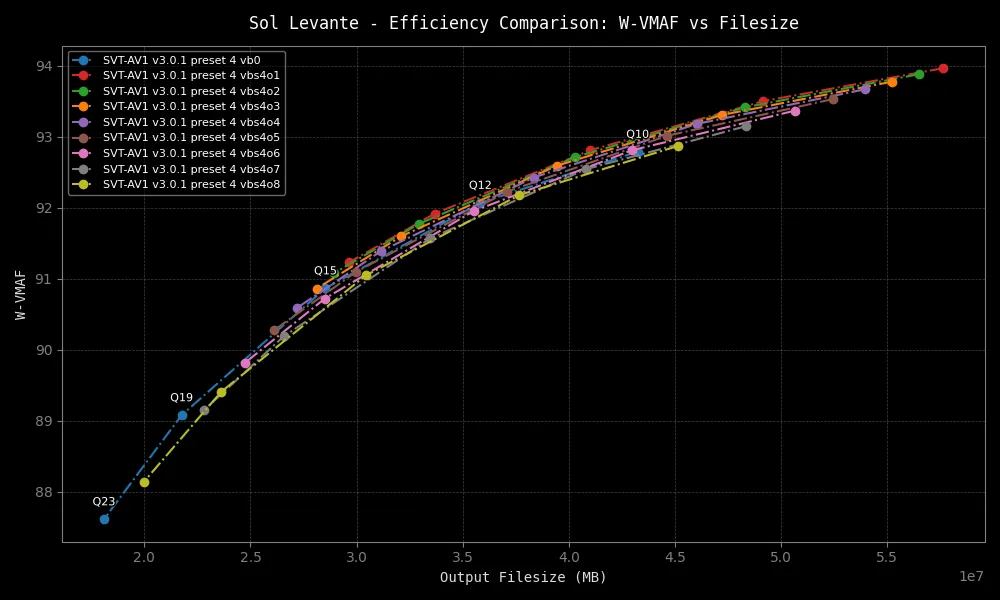 Sol Levante - Efficiency Comparison: W-VMAF vs Filesize
SVT-AV1 v3.0.1 preset 4 vb0
SVT-AV1 v3.0.1 preset 4 vbs4o1
SVT-AV1 v3.0.1 preset 4 vbs4o2
SVT-AV1 v3.0.1 preset 4 vbs4o3
SVT-AV1 v3.0.1 preset 4 vbs4o4
SVT-AV1 v3.0.1 preset 4 vbs4o5
SVT-AV1 v3.0.1 preset 4 vbs4o6
SVT-AV1 v3.0.1 preset 4 vbs4o7
SVT-AV1 v3.0.1 preset 4 vbs4o8
94
93
92
91
90
89
88
W-VMAF
Q10
Q12
Q15
Q19
Q23
2.0 2.5 3.0 3.5 4.0 4.5 5.0 5.5
1e7
Output Filesize (MB)